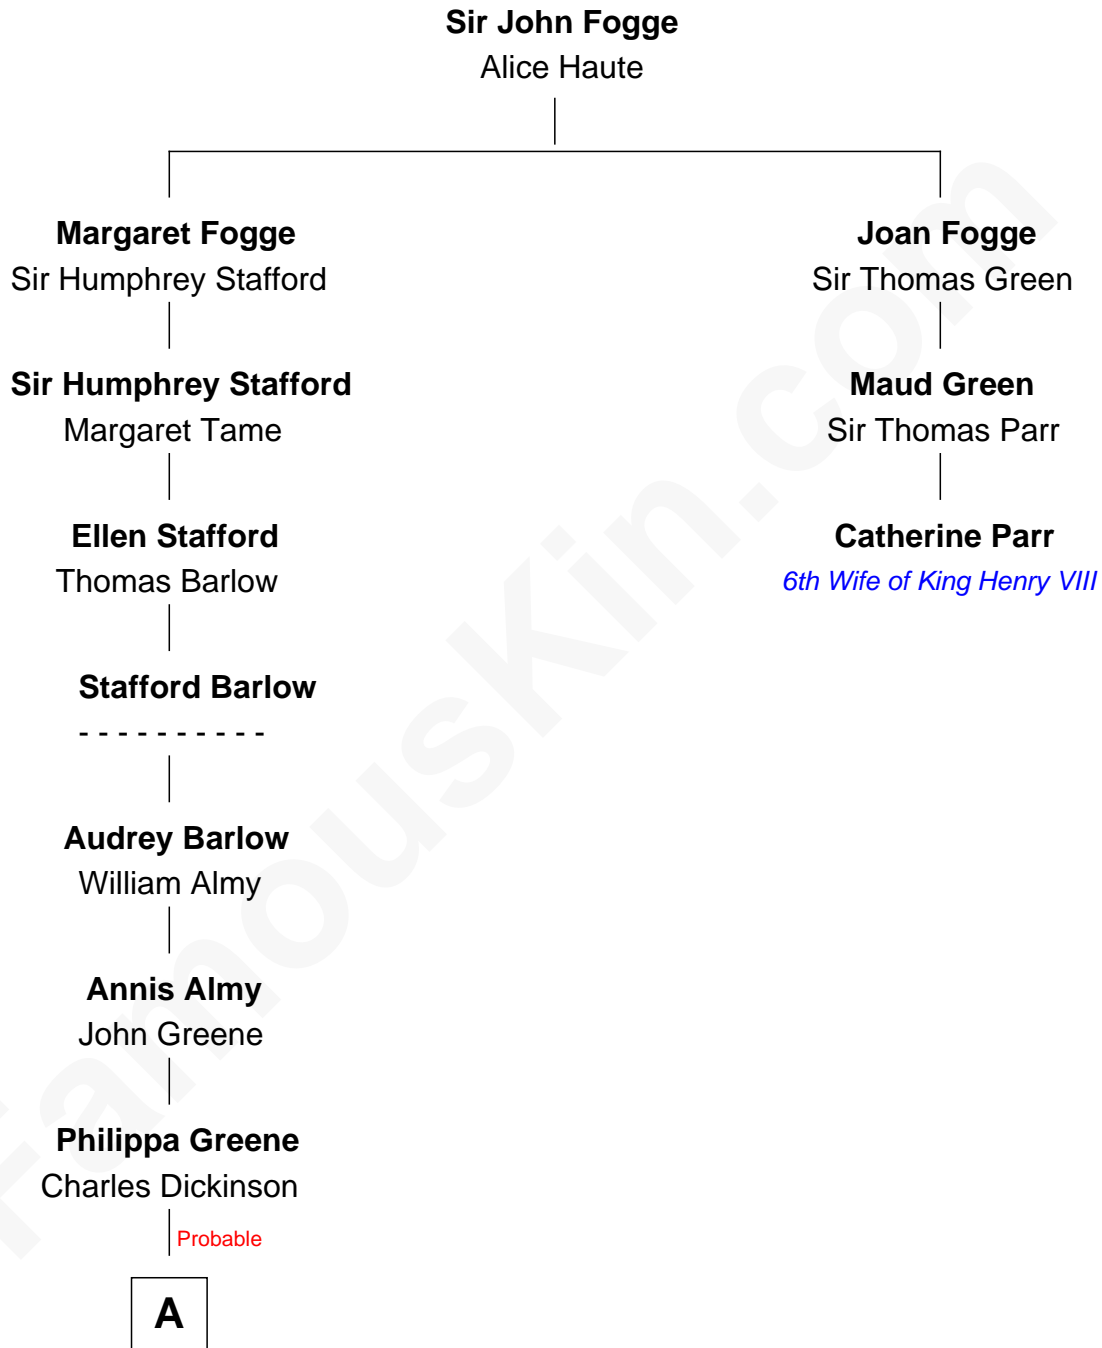 Sir John Fogge
Alice Haute
Margaret Fogge
Sir Humphrey Stafford
Joan Fogge
Sir Thomas Green
Sir Humphrey Stafford
Margaret Tame
Maud Green
Sir Thomas Parr
Ellen Stafford
Thomas Barlow
Catherine Parr
6th Wife of King Henry VIII
Stafford Barlow
- - - - - - - - - -
Audrey Barlow
William Almy
Annis Almy
John Greene
Philippa Greene
Charles Dickinson
Probable
A
FamousKin.com